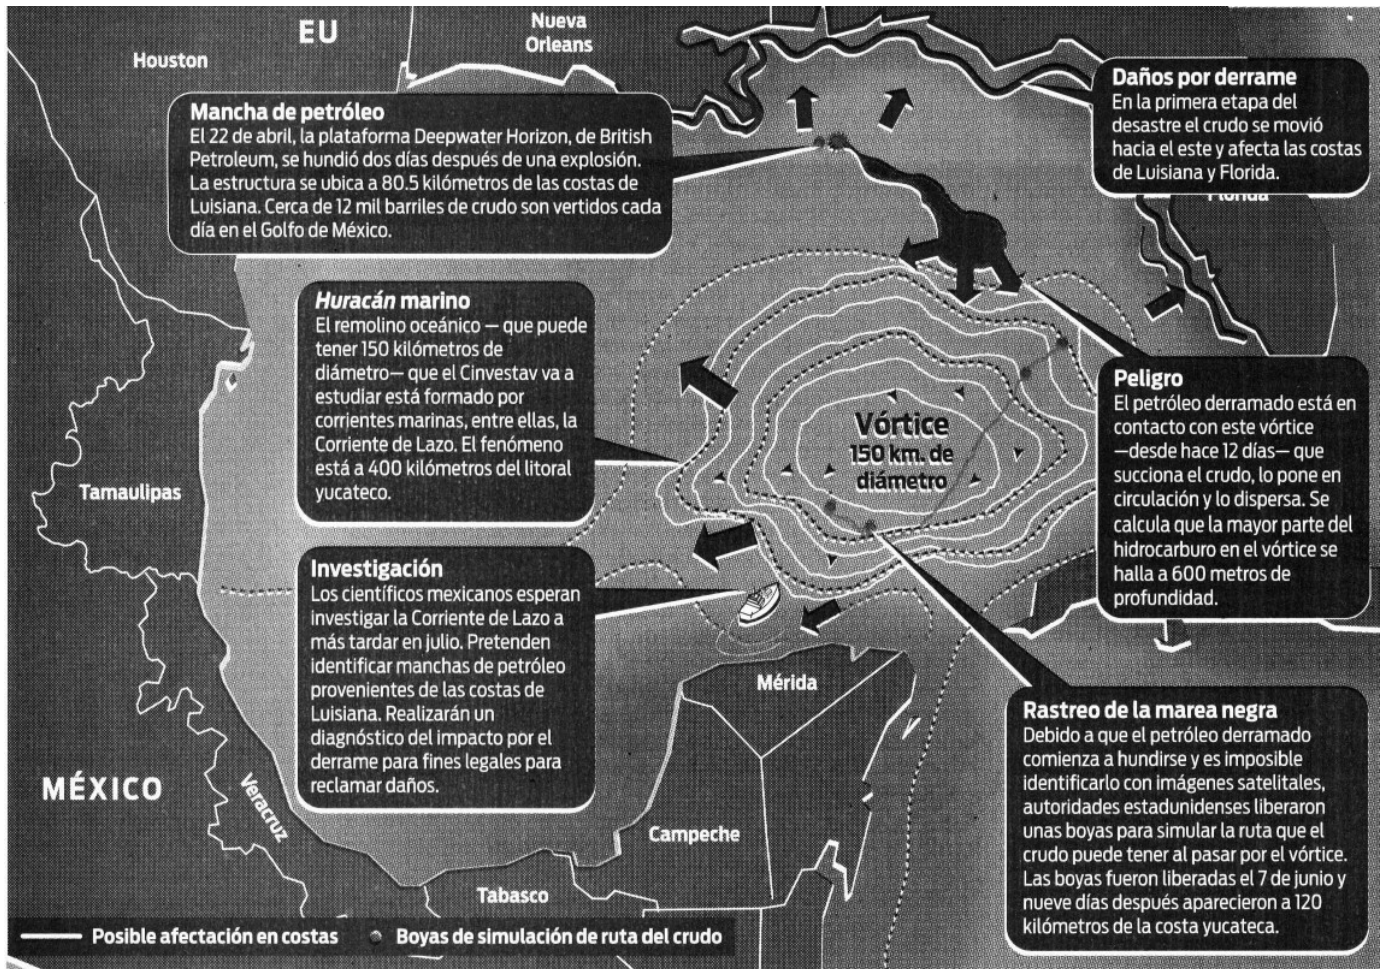 EU
Houston
Nueva
Orleans
Mancha de petróleo
El 22 de abril, la plataforma Deepwater Horizon, de British
Petroleum, se hundió dos días después de una explosión.
La estructura se ubica a 80.5 kilómetros de las costas de
Luisiana. Cerca de 12 mil barriles de crudo son vertidos cada
día en el Golfo de México.
Daños por derrame
En la primera etapa del
desastre el crudo se movió
hacia el este y afecta las costas
de Luisiana y Florida.
Florida
Huracán marino
El remolino oceánico — que puede
tener 150 kilómetros de
diámetro— que el Cinvestav va a
estudiar está formado por
corrientes marinas, entre ellas, la
Corriente de Lazo. El fenómeno
está a 400 kilómetros del litoral
yucateco.
Vórtice
150 km. de
diámetro
Peligro
El petróleo derramado está en
contacto con este vórtice
—desde hace 12 días— que
succiona el crudo, lo pone en
circulación y lo dispersa. Se
calcula que la mayor parte del
hidrocarburo en el vórtice se
halla a 600 metros de
profundidad.
Tamaulipas
Investigación
Los científicos mexicanos esperan
investigar la Corriente de Lazo a
más tardar en julio. Pretenden
identificar manchas de petróleo
provenientes de las costas de
Luisiana. Realizarán un
diagnóstico del impacto por el
derrame para fines legales para
reclamar daños.
Mérida
Rastreo de la marea negra
Debido a que el petróleo derramado
comienza a hundirse y es imposible
identificarlo con imágenes satelitales,
autoridades estadunidenses liberaron
unas boyas para simular la ruta que el
crudo puede tener al pasar por el vórtice.
Las boyas fueron liberadas el 7 de junio y
nueve días después aparecieron a 120
kilómetros de la costa yucateca.
MÉXICO
Veracruz
Campeche
Tabasco
Posible afectación en costas
Boyas de simulación de ruta del crudo